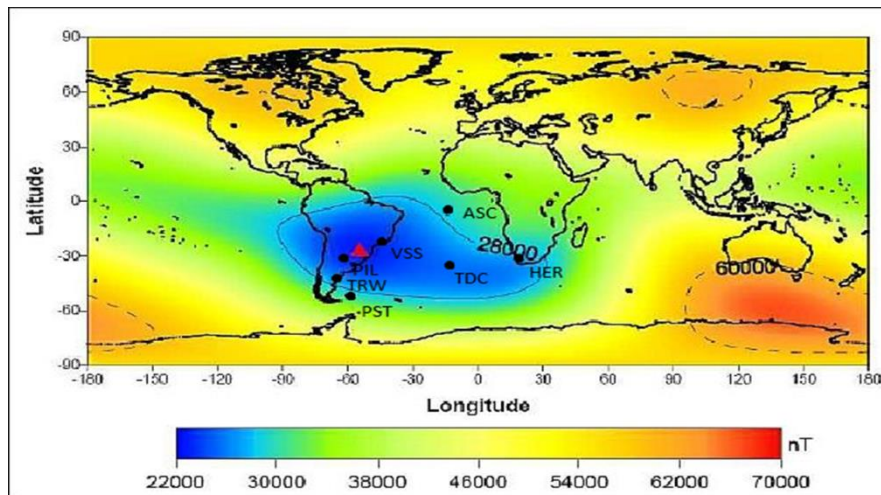 90
60
30
0
-30
-60
-90
Latitude
ASC
28000
VSS
PIL
TDC
HER
TRW
60000
-PST
-180 -150 -120 -90 -60 -30 0 30 60 90 120 150 180
Longitude
nT
22000 30000 38000 46000 54000 62000 70000